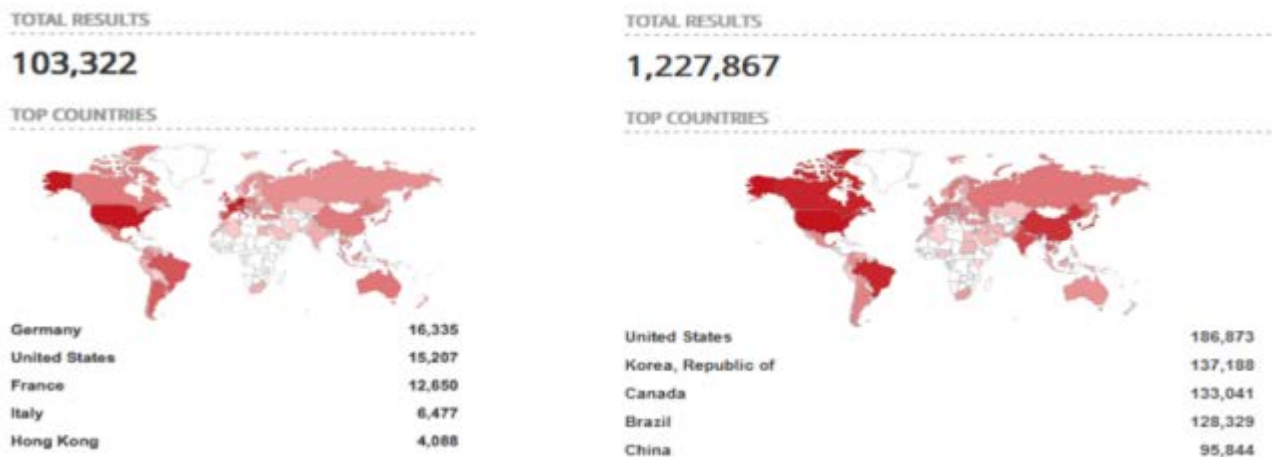 TOTAL RESULTS
103,322
TOP COUNTRIES
Germany 16,335
United States 15,207
France 12,650
Italy 6,477
Hong Kong 4,088
TOTAL RESULTS
1,227,867
TOP COUNTRIES
United States 186,873
Korea, Republic of 137,188
Canada 133,041
Brazil 128,329
China 95,844